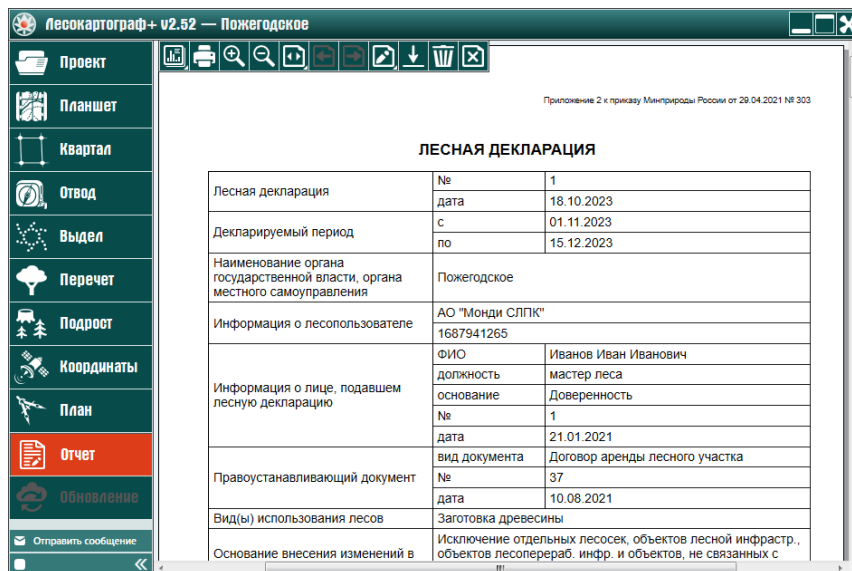 Лесокартограф+ v2.52 — Пожегодское
Проект
Планшет
Квартал
Отвод
Выдел
Перечет
Подрост
Координаты
План
Отчет
Обновление
Отправить сообщение
Приложение 2 к приказу Минприроды России от 29.04.2021 № 303
ЛЕСНАЯ ДЕКЛАРАЦИЯ
Лесная декларация
№ 1
дата 18.10.2023
Декларируемый период
с 01.11.2023
по 15.12.2023
Наименование органа
государственной власти, органа
местного самоуправления
Пожегодское
Информация о лесопользователе
АО "Монди СЛПК"
1687941265
Информация о лице, подавшем
лесную декларацию
ФИО Иванов Иван Иванович
должность мастер леса
основание Доверенность
№ 1
дата 21.01.2021
Правоустанавливающий документ
вид документа Договор аренды лесного участка
№ 37
дата 10.08.2021
Вид(ы) использования лесов Заготовка древесины
Основание внесения изменений в
Исключение отдельных лесосек, объектов лесной инфрастр.,
объектов лесоперераб. инфр. и объектов, не связанных с